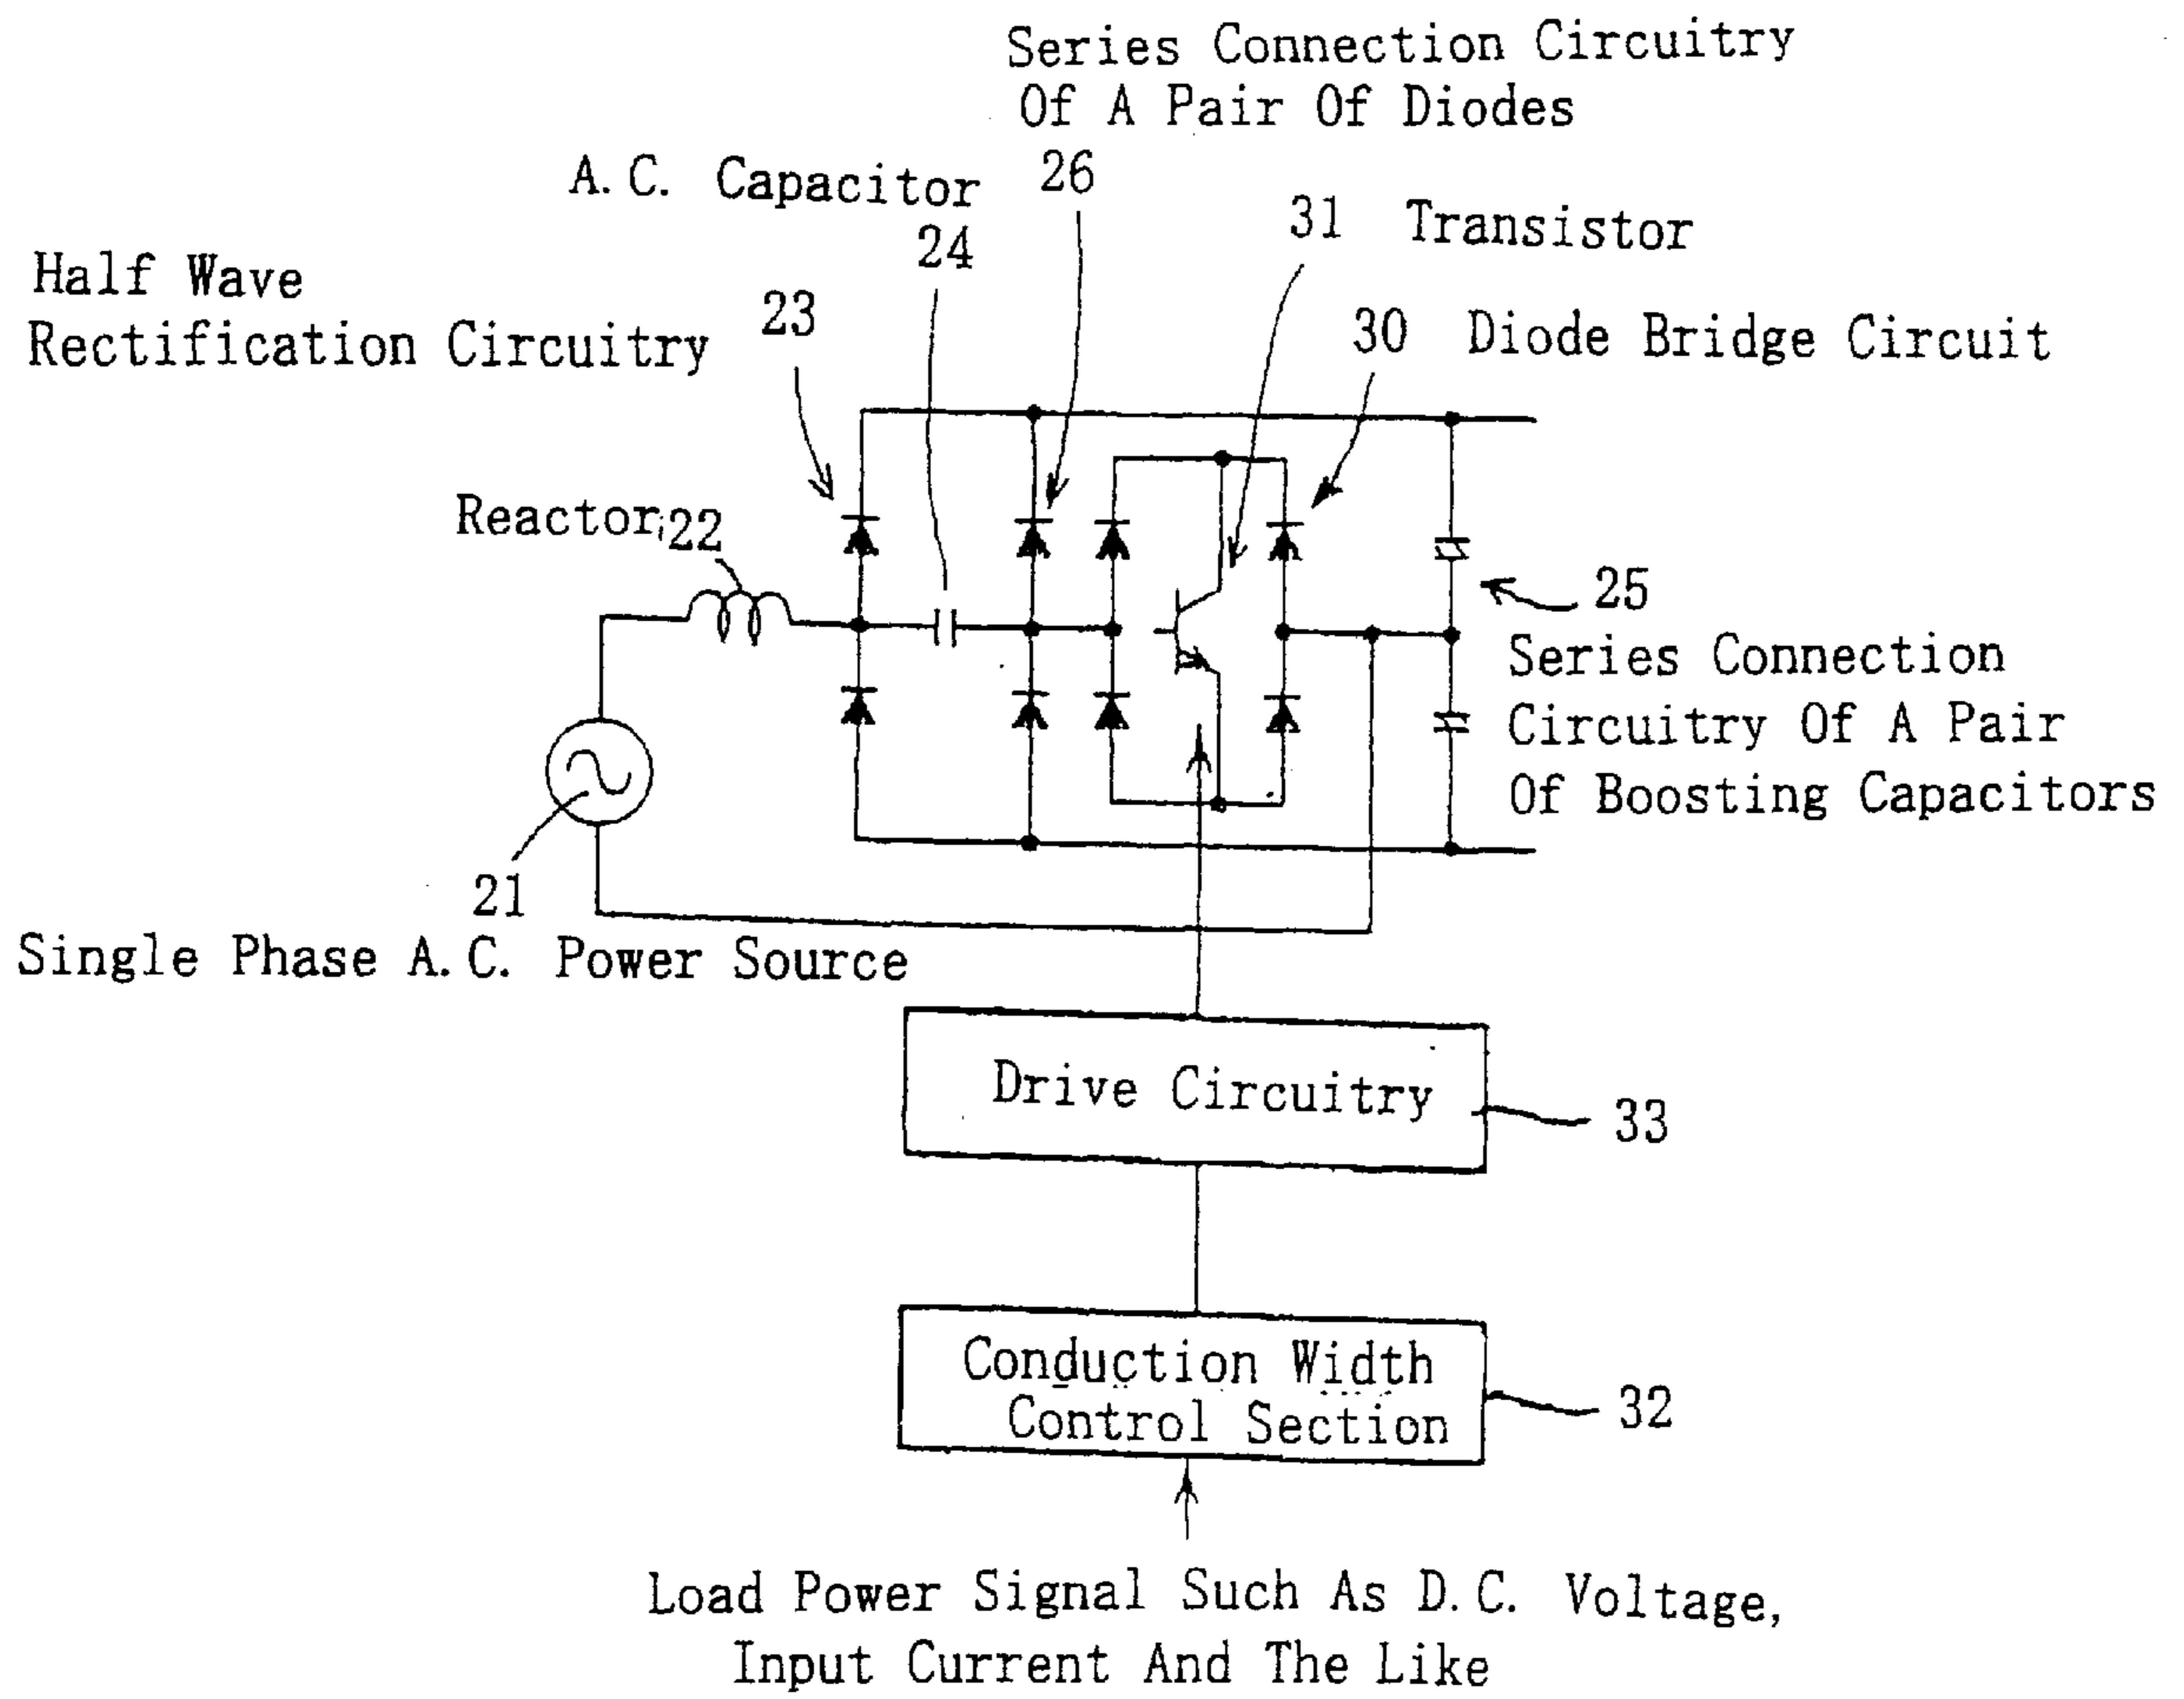 Series Connection Circuitry
Of A Pair Of Diodes
26
A.C. Capacitor
24
31 Transistor
Half Wave
Rectification Circuitry 23
30 Diode Bridge Circuit
Reactor 22
25
Series Connection
Circuitry Of A Pair
Of Boosting Capacitors
21
Single Phase A.C. Power Source
Drive Circuitry
33
Conduction Width
Control Section
32
Load Power Signal Such As D.C. Voltage,
Input Current And The Like